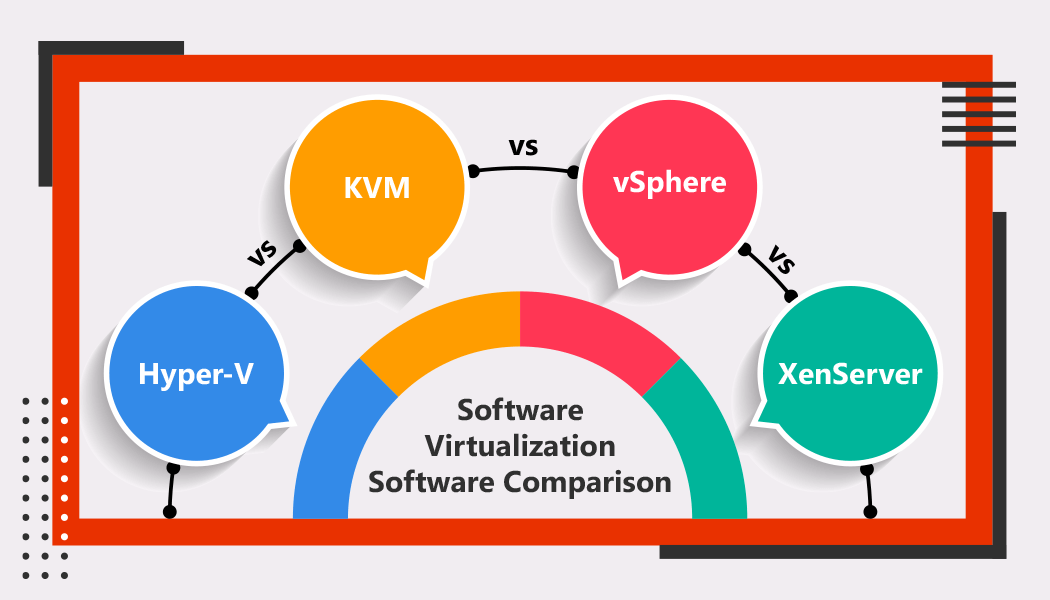 KVM
vs
vSphere
vs
vs
Hyper-V
XenServer
Software
Virtualization
Software Comparison